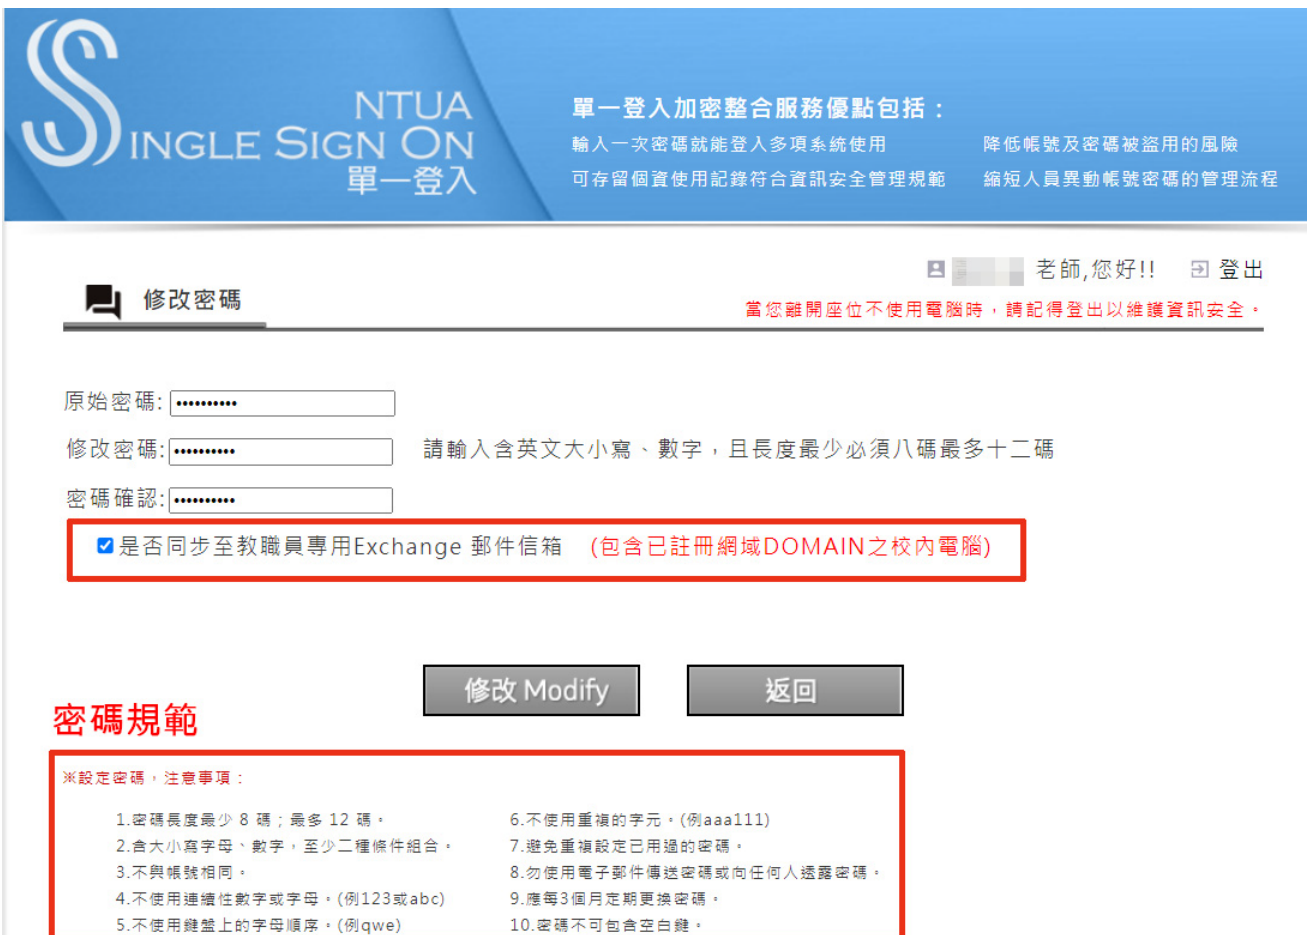 NTUA
SINGLE SIGN ON
單一登入
單一登入加密整合服務優點包括：
輸入一次密碼就能登入多項系統使用 降低帳號及密碼被盜用的風險
可存留個資使用記錄符合資訊安全管理規範 縮短人員異動帳號密碼的管理流程
老師,您好!! 登出
修改密碼
當您離開座位不使用電腦時，請記得登出以維護資訊安全。
原始密碼: ••••••••••
修改密碼: •••••••••• 請輸入含英文大小寫、數字，且長度最少必須八碼最多十二碼
密碼確認: ••••••••••
是否同步至教職員專用Exchange 郵件信箱 (包含已註冊網域DOMAIN之校內電腦)
修改 Modify 返回
密碼規範
※設定密碼，注意事項：
1.密碼長度最少 8 碼；最多 12 碼。
2.含大小寫字母、數字，至少二種條件組合。
3.不與帳號相同。
4.不使用連續性數字或字母。(例123或abc)
5.不使用鍵盤上的字母順序。(例qwe)
6.不使用重複的字元。(例aaa111)
7.避免重複設定已用過的密碼。
8.勿使用電子郵件傳送密碼或向任何人透露密碼。
9.應每3個月定期更換密碼。
10.密碼不可包含空白鍵。